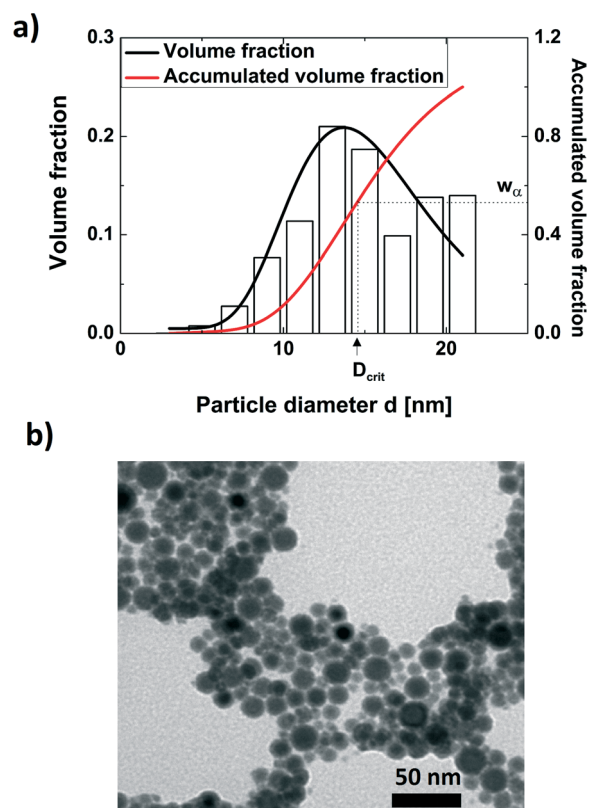 a)
0.3
0.2
0.1
0.0
Volume fraction
Volume fraction
Accumulated volume fraction
1.2
0.8
0.4
0.0
Accumulated volume fraction
wα
0
10
20
Dcrit
Particle diameter d [nm]
b)
50 nm